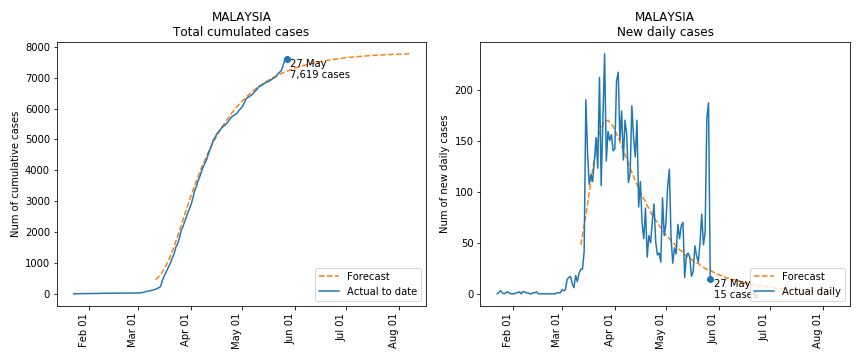 MALAYSIA
Total cumulated cases
Num of cumulative cases
8000
7000
6000
5000
4000
3000
2000
1000
0
27 May
7,619 cases
Forecast
Actual to date
Feb 01
Mar 01
Apr 01
May 01
Jun 01
Jul 01
Aug 01
MALAYSIA
New daily cases
Num of new daily cases
200
150
100
50
0
27 May
15 cases
Forecast
Actual daily
Feb 01
Mar 01
Apr 01
May 01
Jun 01
Jul 01
Aug 01